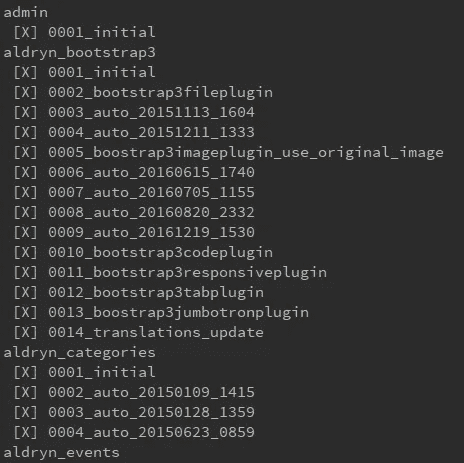 admin
[X] 0001_initial
aldryn_bootstrap3
[X] 0001_initial
[X] 0002_bootstrap3fileplugin
[X] 0003_auto_20151113_1604
[X] 0004_auto_20151211_1333
[X] 0005_boostrap3imageplugin_use_original_image
[X] 0006_auto_20160615_1740
[X] 0007_auto_20160705_1155
[X] 0008_auto_20160820_2332
[X] 0009_auto_20161219_1530
[X] 0010_bootstrap3codeplugin
[X] 0011_bootstrap3responsiveplugin
[X] 0012_bootstrap3tabplugin
[X] 0013_boostrap3jumbotronplugin
[X] 0014_translations_update
aldryn_categories
[X] 0001_initial
[X] 0002_auto_20150109_1415
[X] 0003_auto_20150128_1359
[X] 0004_auto_20150623_0859
aldryn_events